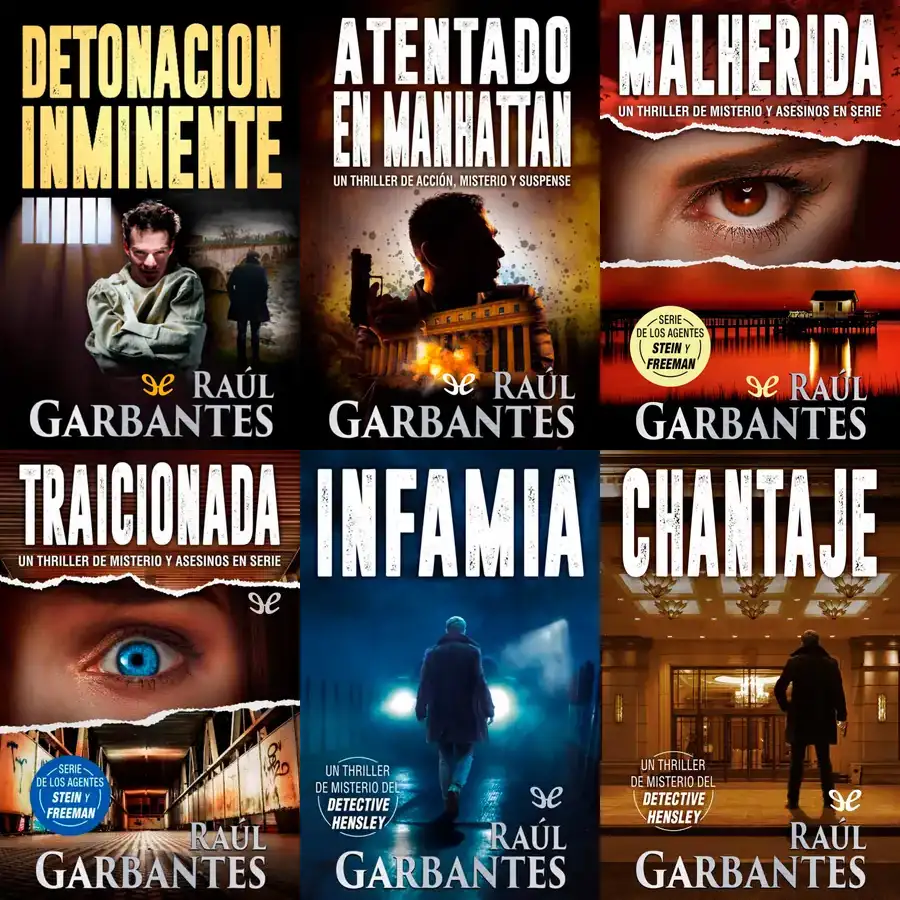 DETONACION
INMINENTE
RAÚL
GARBANTES
ATENTADO
EN MANHATTAN
UN THRILLER DE ACCIÓN, MISTERIO Y SUSPENSE
RAÚL
GARBANTES
MALHERIDA
UN THRILLER DE MISTERIO Y ASESINOS EN SERIE
SERIE
DE LOS AGENTES
STEIN Y
FREEMAN
RAÚL
GARBANTES
TRAICIONADA
UN THRILLER DE MISTERIO Y ASESINOS EN SERIE
SERIE
DE LOS AGENTES
STEIN Y
FREEMAN
RAÚL
GARBANTES
INFAMIA
UN THRILLER
DE MISTERIO DEL
DETECTIVE
HENSLEY
RAÚL
GARBANTES
CHANTAJE
UN THRILLER
DE MISTERIO DEL
DETECTIVE
HENSLEY
RAÚL
GARBANTES